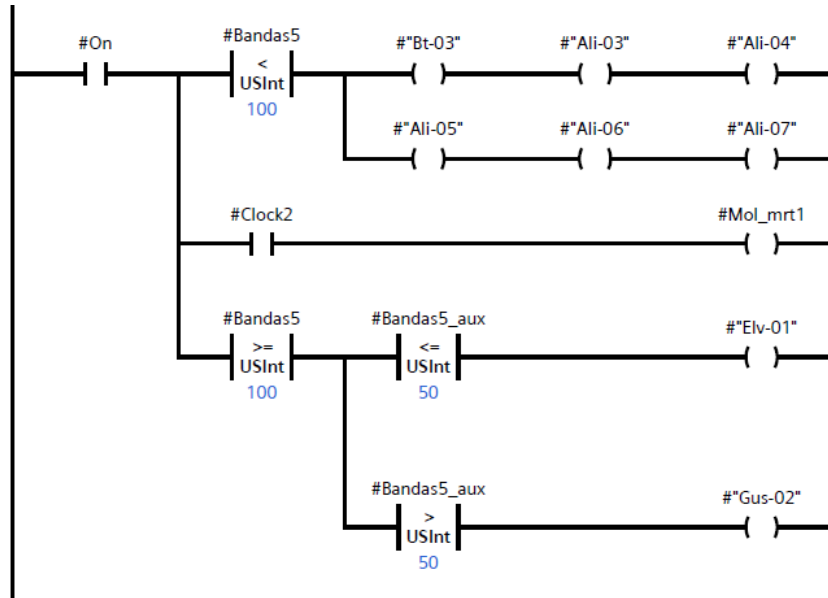 #On
#Bandas5
#"Bt-03"
#"Ali-03"
#"Ali-04"
<
USInt
100
#"Ali-05"
#"Ali-06"
#"Ali-07"
#Clock2
#Mol_mrt1
#Bandas5
#Bandas5_aux
#"Elv-01"
>=
USInt
100
<=
USInt
50
#Bandas5_aux
#"Gus-02"
>
USInt
50